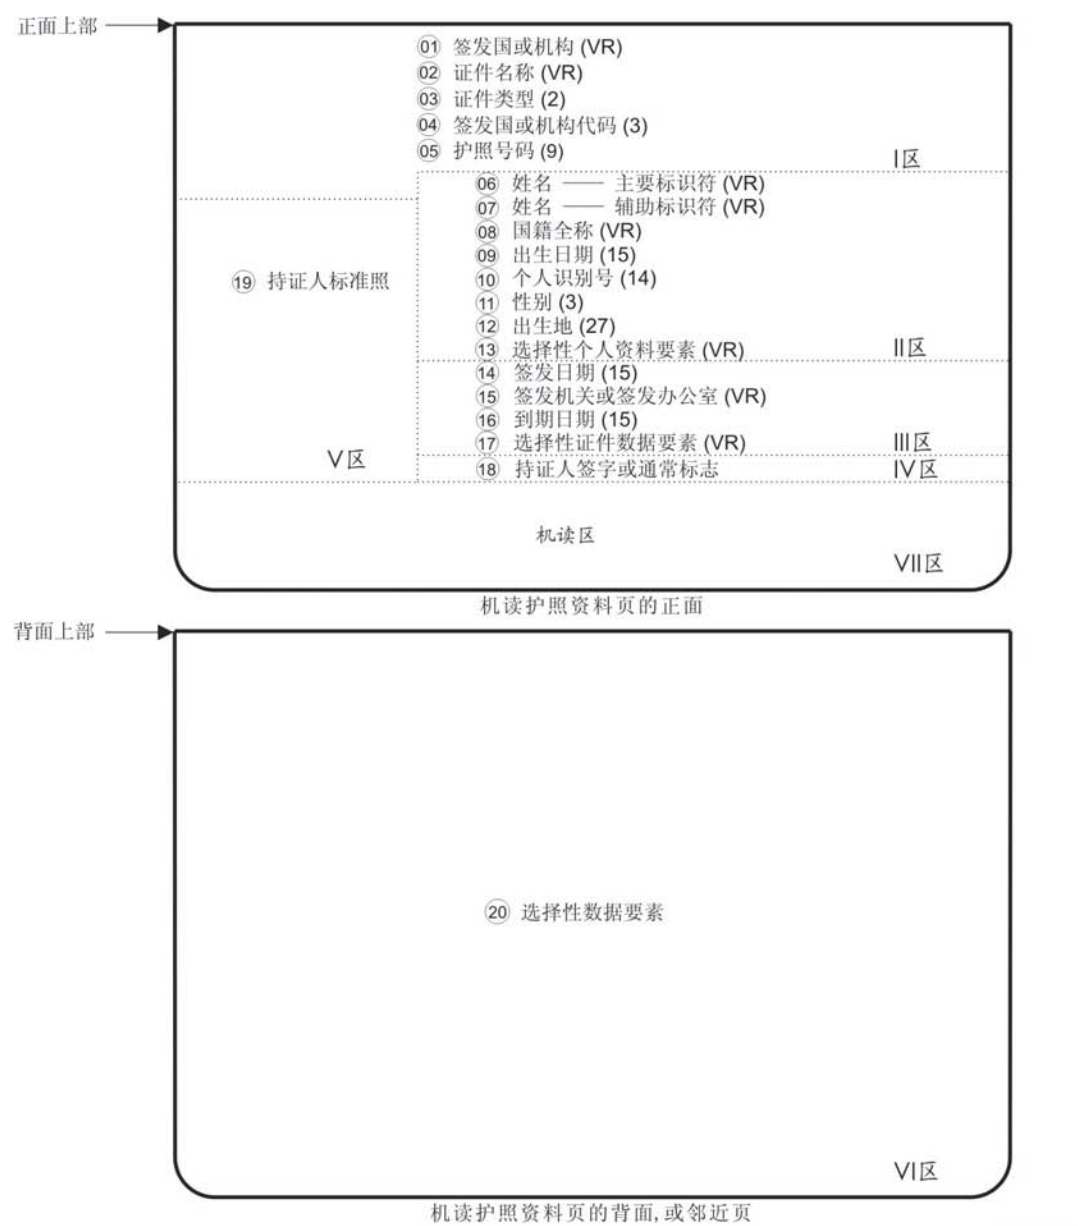 正面上部
01 签发国或机构 (VR)
02 证件名称 (VR)
03 证件类型 (2)
04 签发国或机构代码 (3)
05 护照号码 (9)
I区
06 姓名 —— 主要标识符 (VR)
07 姓名 —— 辅助标识符 (VR)
08 国籍全称 (VR)
09 出生日期 (15)
19 持证人标准照
10 个人识别号 (14)
11 性别 (3)
12 出生地 (27)
13 选择性个人资料要素 (VR)
II区
14 签发日期 (15)
15 签发机关或签发办公室 (VR)
16 到期日期 (15)
17 选择性证件数据要素 (VR)
III区
V区
18 持证人签字或通常标志
IV区
机读区
VII区
机读护照资料页的正面
背面上部
20 选择性数据要素
VI区
机读护照资料页的背面,或邻近页